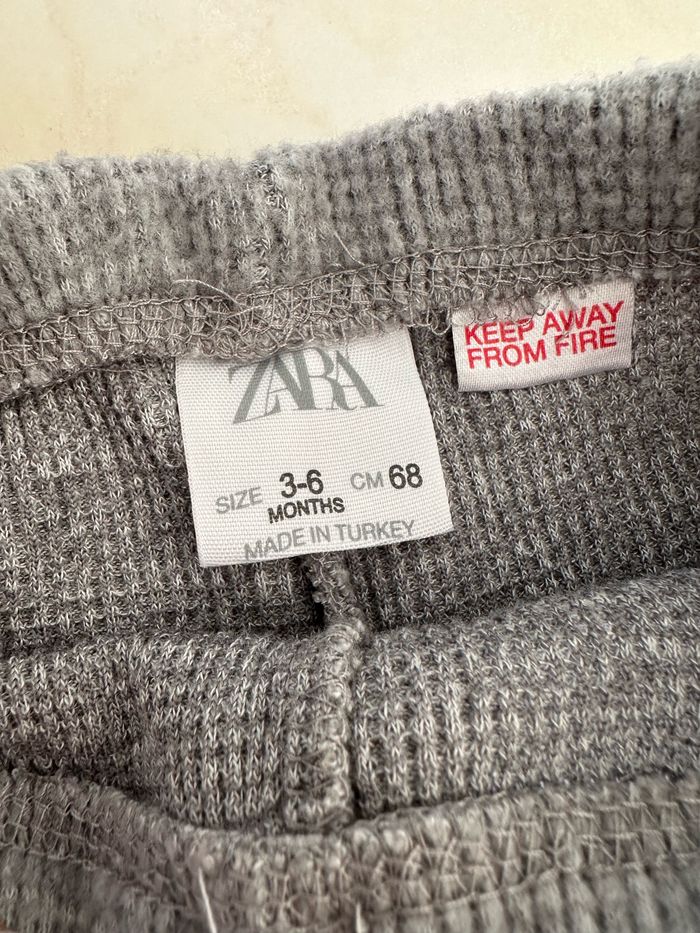 ZARA
SIZE 3-6 MONTHS CM 68
MADE IN TURKEY
KEEP AWAY
FROM FIRE